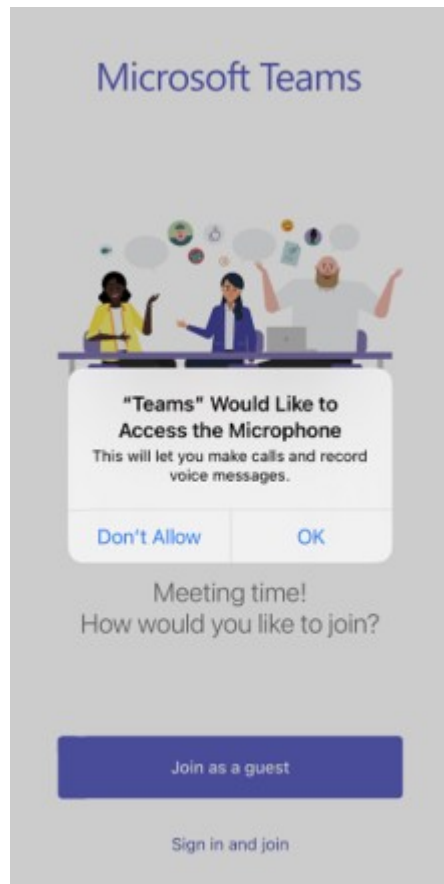 Microsoft Teams
"Teams" Would Like to
Access the Microphone
This will let you make calls and record
voice messages.
Don't Allow
OK
Meeting time!
How would you like to join?
Join as a guest
Sign in and join